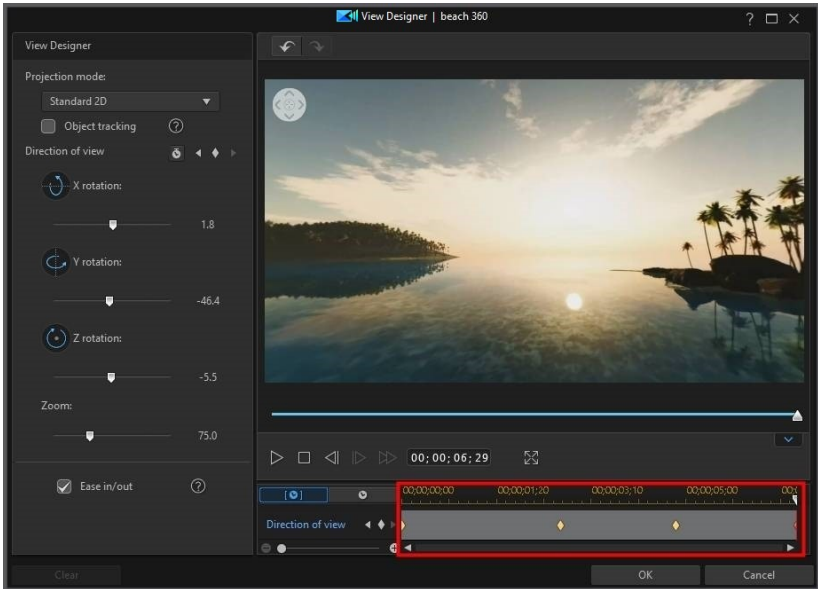 View Designer | beach 360
?
View Designer
Projection mode:
Standard 2D
Object tracking
?
Direction of view
X rotation:
1.8
Y rotation:
-46.4
Z rotation:
-5.5
Zoom:
75.0
Ease in/out
?
00; 00; 06; 29
00;00;00;00 00;00;01;20 00;00;03;10 00;00;05;00
Direction of view
Clear
OK
Cancel